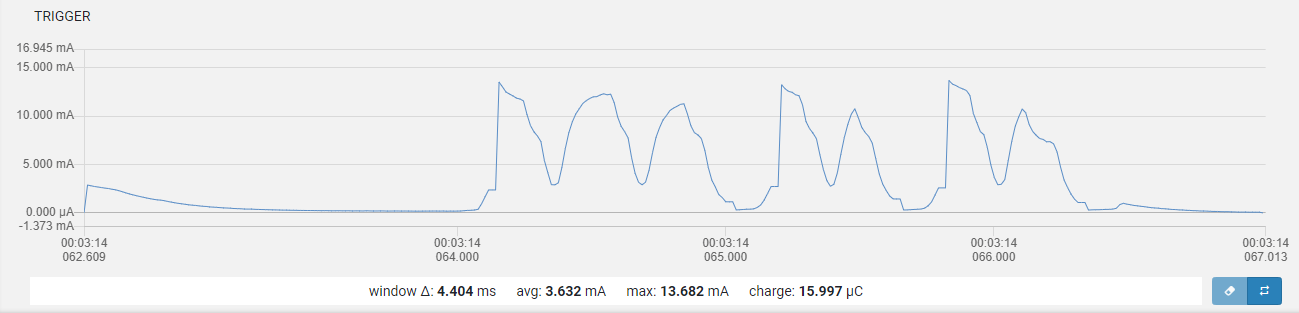 TRIGGER
16.945 mA
15.000 mA
10.000 mA
5.000 mA
0.000 µA
-1.373 mA
00:03:14 00:03:14 00:03:14 00:03:14 00:03:14
062.609 064.000 065.000 066.000 067.013
window Δ: 4.404 ms avg: 3.632 mA max: 13.682 mA charge: 15.997 µC